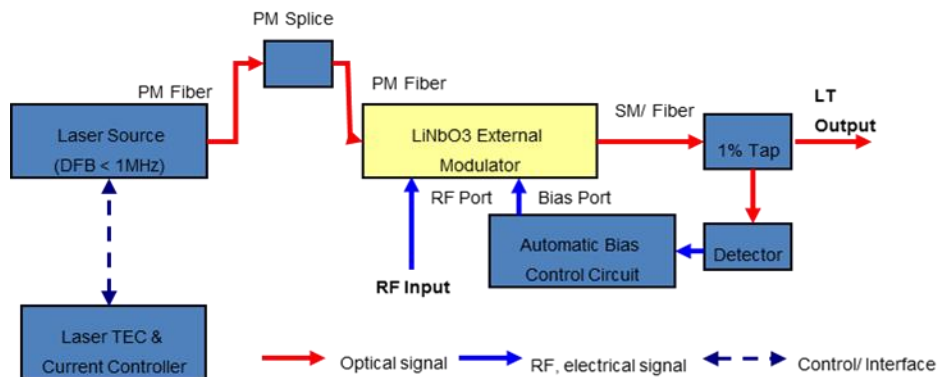 PM Splice
PM Fiber
PM Fiber
SM/ Fiber
LT
Output
Laser Source
(DFB < 1MHz)
LiNbO3 External
Modulator
1% Tap
RF Port
Bias Port
Automatic Bias
Control Circuit
Detector
RF Input
Laser TEC &
Current Controller
Optical signal
RF, electrical signal
Control/ Interface